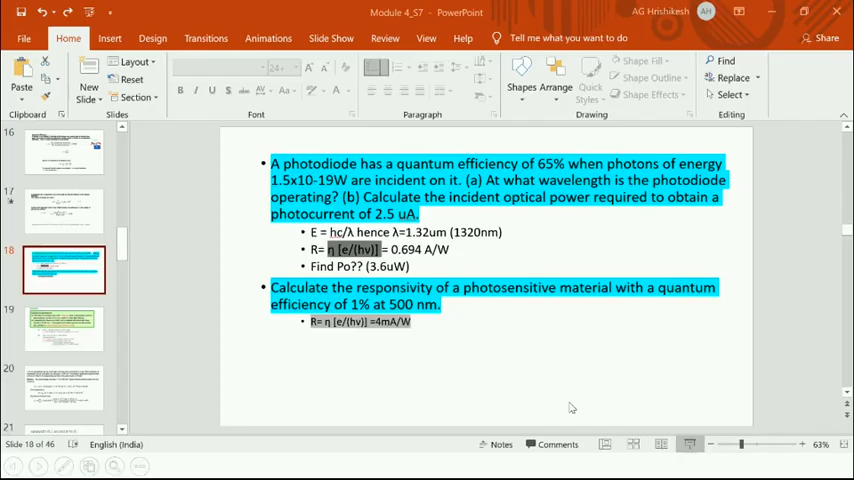 Module 4_S7 - PowerPoint
AG Hrishikesh
AH
File
Home
Insert
Design
Transitions
Animations
Slide Show
Review
View
Help
Tell me what you want to do
Share
Paste
New
Slide
Layout
Reset
Section
24+
B I U S
Aa
A
Shapes
Arrange
Quick
Styles
Shape Fill
Shape Outline
Shape Effects
Find
Replace
Select
Clipboard
Slides
Font
Paragraph
Drawing
Editing
16
17
18
19
20
21
• A photodiode has a quantum efficiency of 65% when photons of energy
1.5x10-19W are incident on it. (a) At what wavelength is the photodiode
operating? (b) Calculate the incident optical power required to obtain a
photocurrent of 2.5 uA.
• E = hc/λ hence λ=1.32um (1320nm)
• R= η [e/(hν)] = 0.694 A/W
• Find Po?? (3.6uW)
• Calculate the responsivity of a photosensitive material with a quantum
efficiency of 1% at 500 nm.
• R= η [e/(hν)] =4mA/W
Slide 18 of 46
English (India)
Notes
Comments
63%